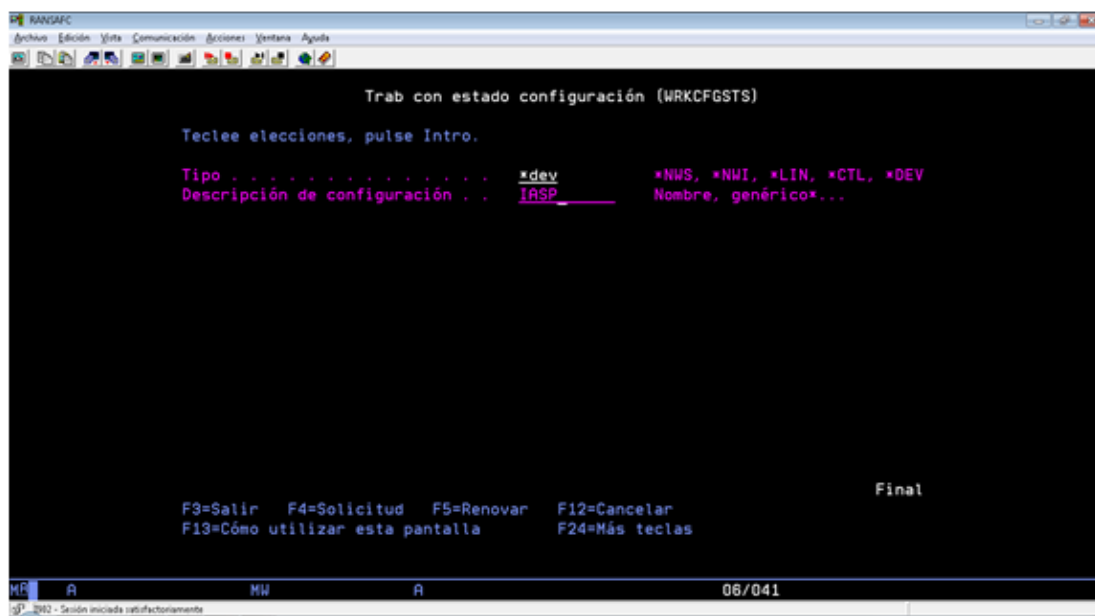 RANSAFC
Archivo Edición Vista Comunicación Acciones Ventana Ayuda
Trab con estado configuración (WRKCFGSTS)
Teclee elecciones, pulse Intro.
Tipo . . . . . . . . . . . . . . *dev *NWS, *NWI, *LIN, *CTL, *DEV
Descripción de configuración . . IASP_ Nombre, genérico*...
Final
F3=Salir F4=Solicitud F5=Renovar F12=Cancelar
F13=Cómo utilizar esta pantalla F24=Más teclas
MA A MW A 06/041
I902 - Sesión iniciada satisfactoriamente